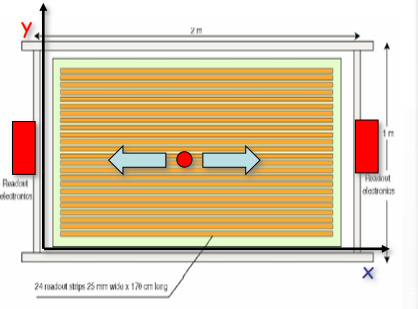 Y
2 m
1 m
Readout
electronics
Readout
electronics
X
24 readout strips 25 mm wide x 170 cm long